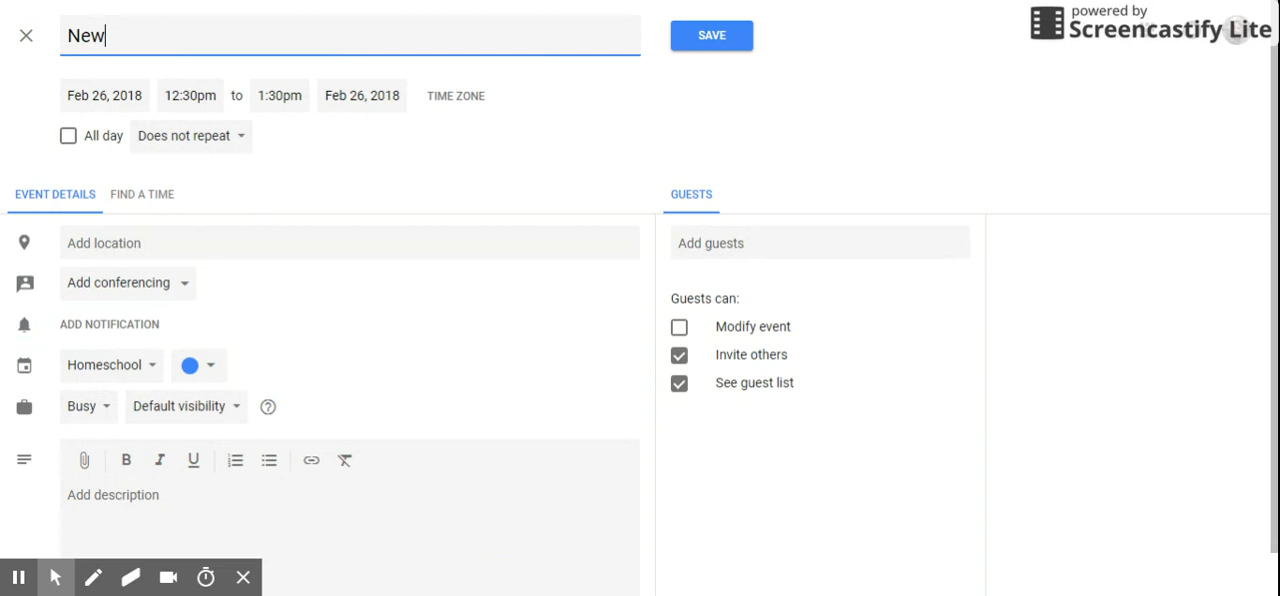 powered by
Screencastify Lite
New
SAVE
Feb 26, 2018 12:30pm to 1:30pm Feb 26, 2018 TIME ZONE
All day Does not repeat
EVENT DETAILS FIND A TIME GUESTS
Add location Add guests
Add conferencing
Guests can:
ADD NOTIFICATION Modify event
Invite others
Homeschool
See guest list
Busy Default visibility ?
B I U
Add description